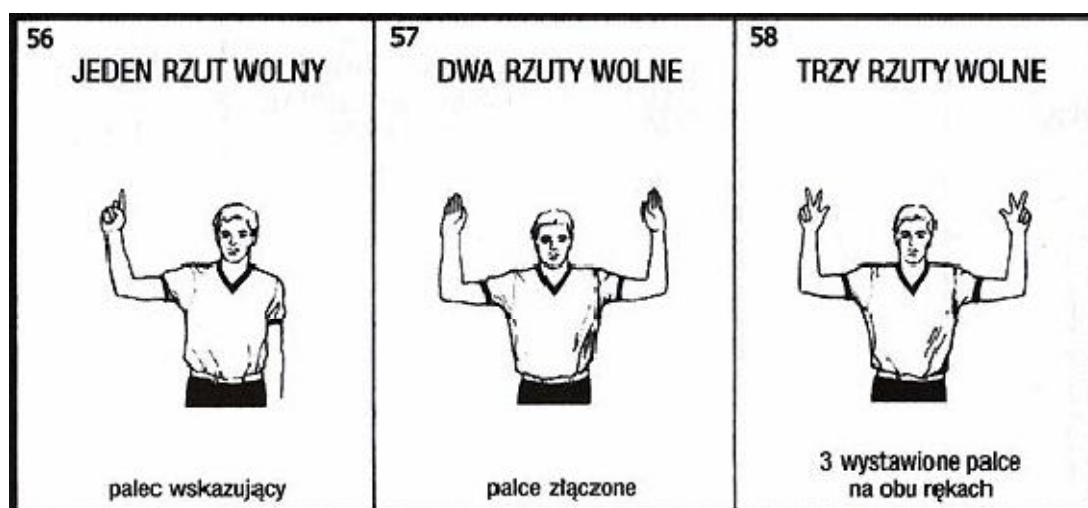 56
JEDEN RZUT WOLNY
palec wskazujący
57
DWA RZUTY WOLNE
palce złączone
58
TRZY RZUTY WOLNE
3 wystawione palce
na obu rękach